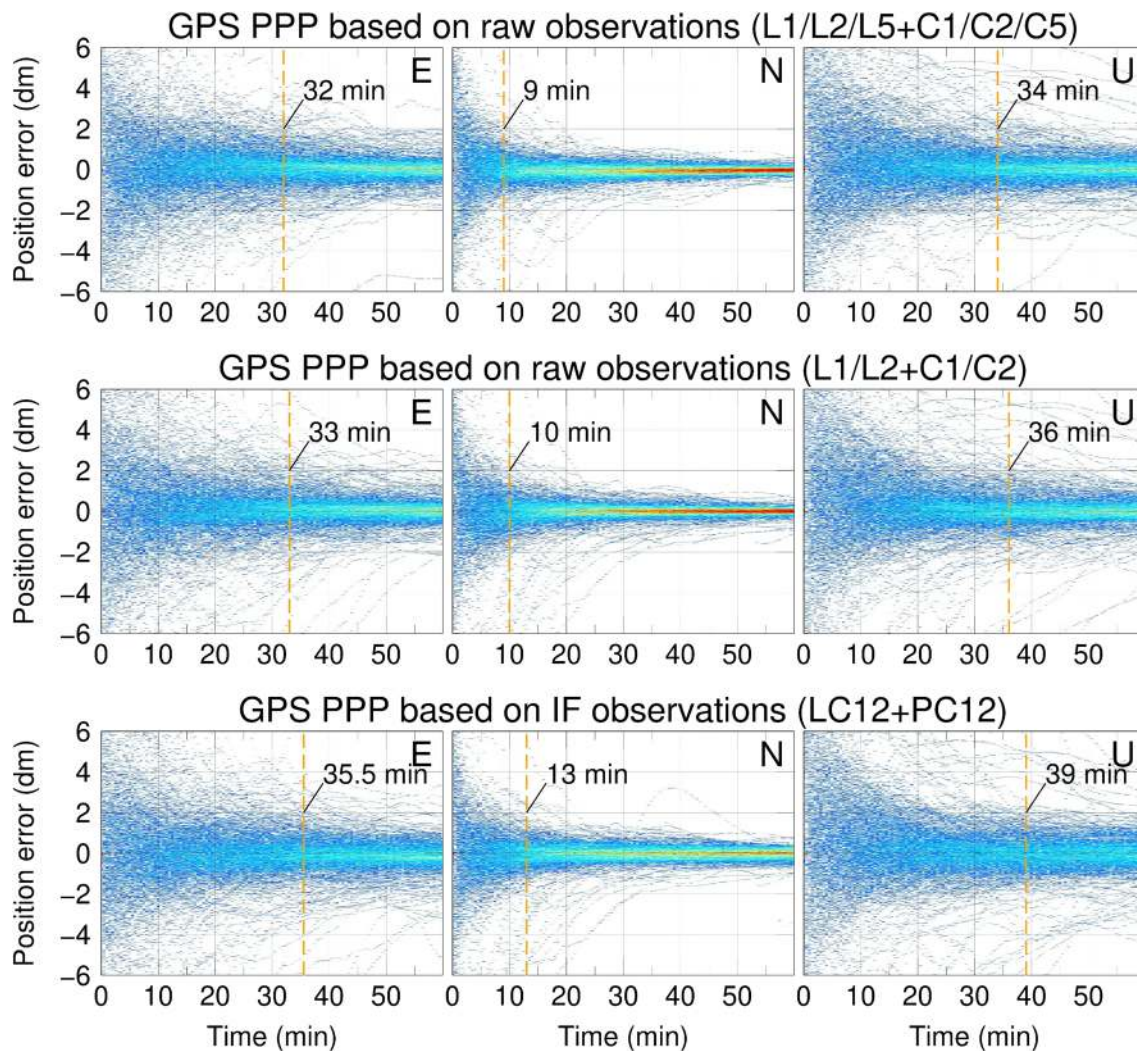 GPS PPP based on raw observations (L1/L2/L5+C1/C2/C5)
Position error (dm)
6
4
2
0
−2
−4
−6
E
32 min
N
9 min
U
34 min
0 10 20 30 40 50 0 10 20 30 40 50 0 10 20 30 40 50
GPS PPP based on raw observations (L1/L2+C1/C2)
Position error (dm)
6
4
2
0
−2
−4
−6
E
33 min
N
10 min
U
36 min
0 10 20 30 40 50 0 10 20 30 40 50 0 10 20 30 40 50
GPS PPP based on IF observations (LC12+PC12)
Position error (dm)
6
4
2
0
−2
−4
−6
E
35.5 min
N
13 min
U
39 min
0 10 20 30 40 50 0 10 20 30 40 50 0 10 20 30 40 50
Time (min) Time (min) Time (min)